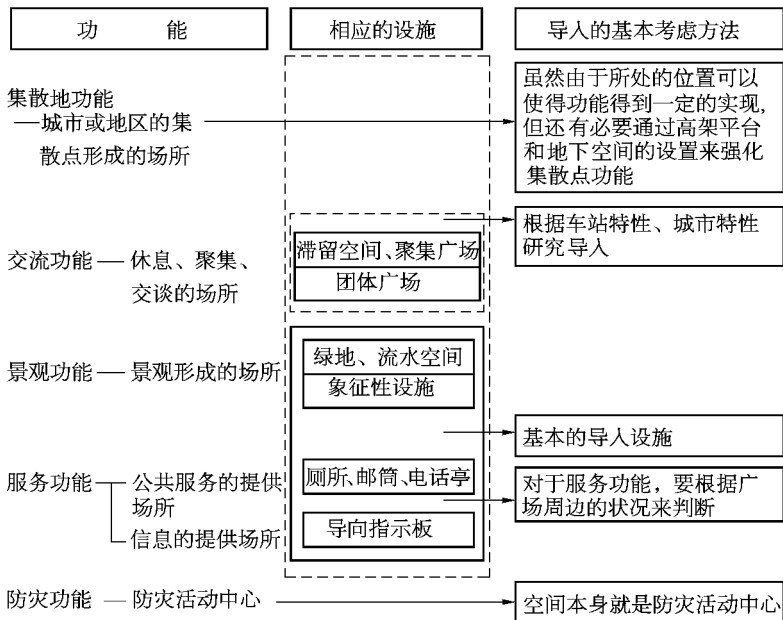 功 能
相应的设施
导入的基本考虑方法
集散地功能
—城市或地区的集
散点形成的场所
虽然由于所处的位置可以
使得功能得到一定的实现,
但还有必要通过高架平台
和地下空间的设置来强化
集散点功能
交流功能—休息、聚集、
交谈的场所
滞留空间、聚集广场
团体广场
根据车站特性、城市特性
研究导入
景观功能—景观形成的场所
绿地、流水空间
象征性设施
基本的导入设施
服务功能—公共服务的提供
场所
信息的提供场所
厕所、邮筒、电话亭
导向指示板
对于服务功能，要根据广
场周边的状况来判断
防灾功能—防灾活动中心
空间本身就是防灾活动中心